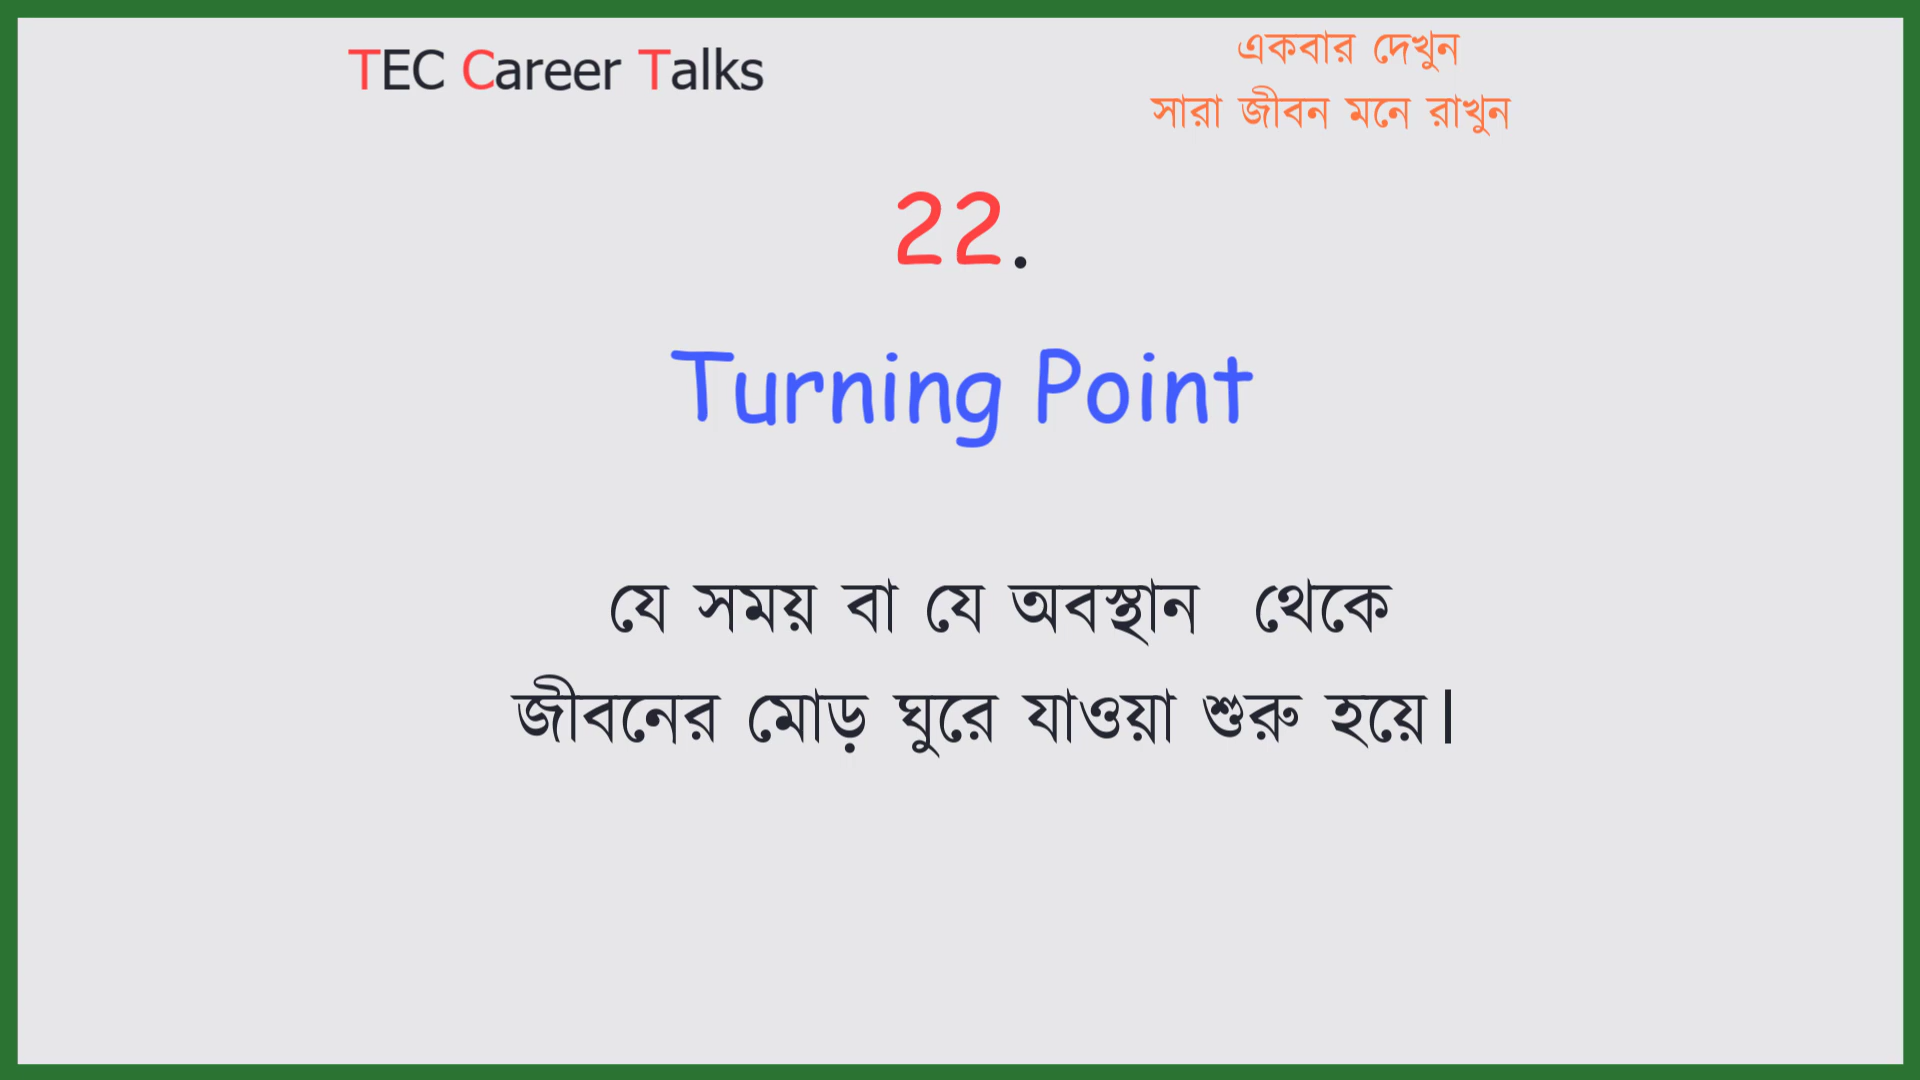 TEC Career Talks
একবার দেখুন
সারা জীবন মনে রাখুন
22.
Turning Point
যে সময় বা যে অবস্থান থেকে
জীবনের মোড় ঘুরে যাওয়া শুরু হয়ে।